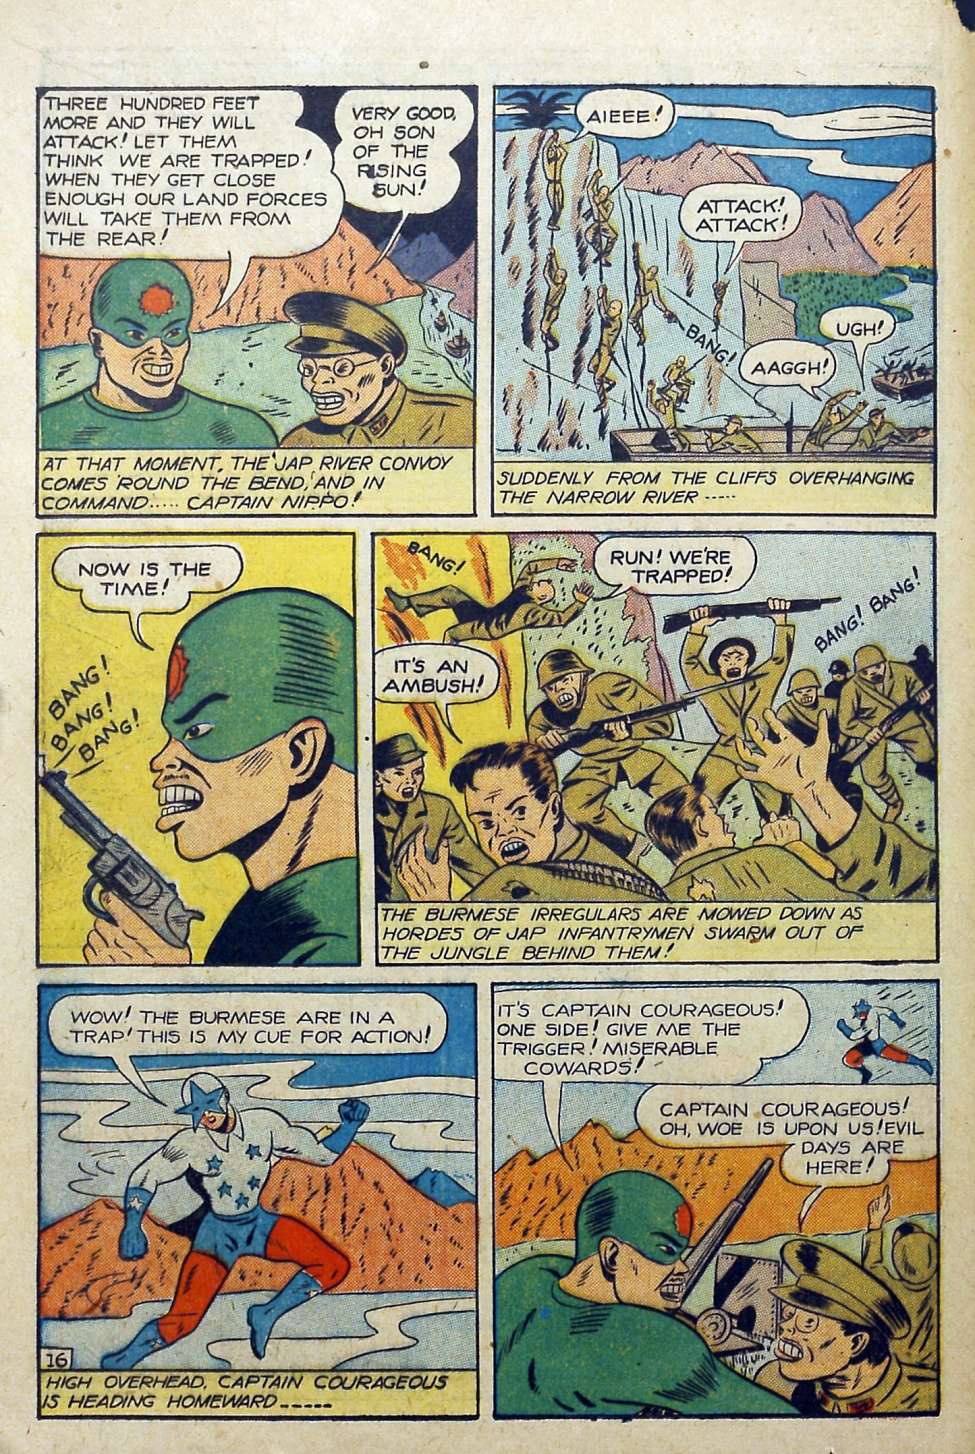 THREE HUNDRED FEET
MORE AND THEY WILL
ATTACK! LET THEM
THINK WE ARE TRAPPED!
WHEN THEY GET CLOSE
ENOUGH OUR LAND FORCES
WILL TAKE THEM FROM
THE REAR!
VERY GOOD,
OH SON
OF THE
RISING
SUN!
AT THAT MOMENT, THE JAP RIVER CONVOY
COMES 'ROUND THE BEND, AND IN
COMMAND..... CAPTAIN NIPPO!
AIEEE!
ATTACK!
ATTACK!
BANG!
UGH!
AAGGH!
SUDDENLY FROM THE CLIFFS OVERHANGING
THE NARROW RIVER -----
NOW IS THE
TIME!
BANG!
BANG!
BANG!
BANG!
RUN! WE'RE
TRAPPED!
BANG! BANG!
IT'S AN
AMBUSH!
THE BURMESE IRREGULARS ARE MOWED DOWN AS
HORDES OF JAP INFANTRYMEN SWARM OUT OF
THE JUNGLE BEHIND THEM!
WOW! THE BURMESE ARE IN A
TRAP! THIS IS MY CUE FOR ACTION!
16
HIGH OVERHEAD, CAPTAIN COURAGEOUS
IS HEADING HOMEWARD -----
IT'S CAPTAIN COURAGEOUS!
ONE SIDE! GIVE ME THE
TRIGGER! MISERABLE
COWARDS!
CAPTAIN COURAGEOUS!
OH, WOE IS UPON US! EVIL
DAYS ARE
HERE!